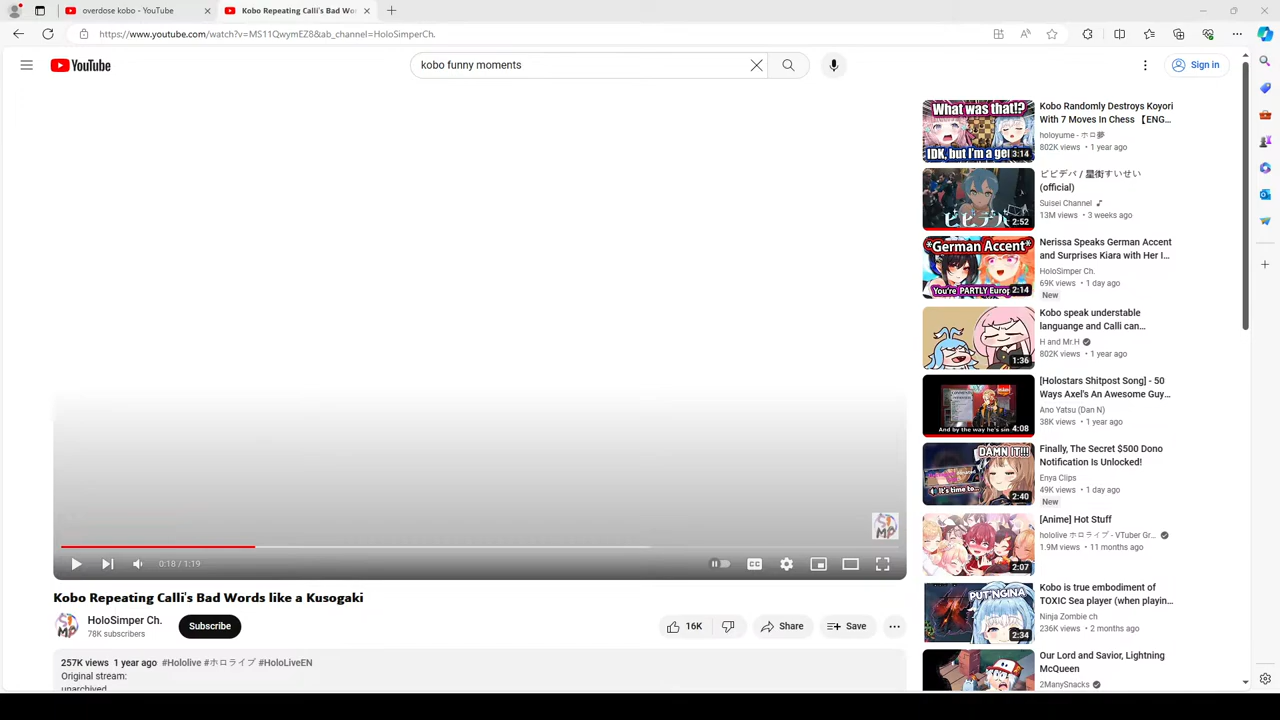 overdose kobo - YouTube
Kobo Repeating Calli's Bad Wo
https://www.youtube.com/watch?v=MS11QwymEZ8&ab_channel=HoloSimperCh.
YouTube
kobo funny moments
Sign in
What was that!?
IDK, but I'm a ge
3:14
Kobo Randomly Destroys Koyori
With 7 Moves In Chess 【ENG...
holoyume - ホロ夢
802K views • 1 year ago
ビビデバ
2:52
ビビデバ / 星街すいせい
(official)
Suisei Channel
13M views • 3 weeks ago
*German Accent*
You're PARTLY Europ
2:14
Nerissa Speaks German Accent
and Surprises Kiara with Her I...
HoloSimper Ch.
69K views • 1 day ago
New
1:36
Kobo speak understable
languange and Calli can...
H and Mr.H
802K views • 1 year ago
And by the way he's sin
4:08
[Holostars Shitpost Song] - 50
Ways Axel's An Awesome Guy...
Ano Yatsu (Dan N)
38K views • 1 year ago
DAMN IT!!!
It's time to...
2:40
Finally, The Secret $500 Dono
Notification Is Unlocked!
Enya Clips
49K views • 1 day ago
New
2:07
[Anime] Hot Stuff
hololive ホロライブ - VTuber Gr...
1.9M views • 11 months ago
PUT*NGINA
2:34
Kobo is true embodiment of
TOXIC Sea player (when playin...
Ninja Zombie ch
236K views • 2 months ago
Our Lord and Savior, Lightning
McQueen
2ManySnacks
MP
0:18 / 1:19
CC
Kobo Repeating Calli's Bad Words like a Kusogaki
MP
HoloSimper Ch.
78K subscribers
Subscribe
16K
Share
Save
257K views 1 year ago #Hololive #ホロライブ #HoloLiveEN
Original stream:
unarchived